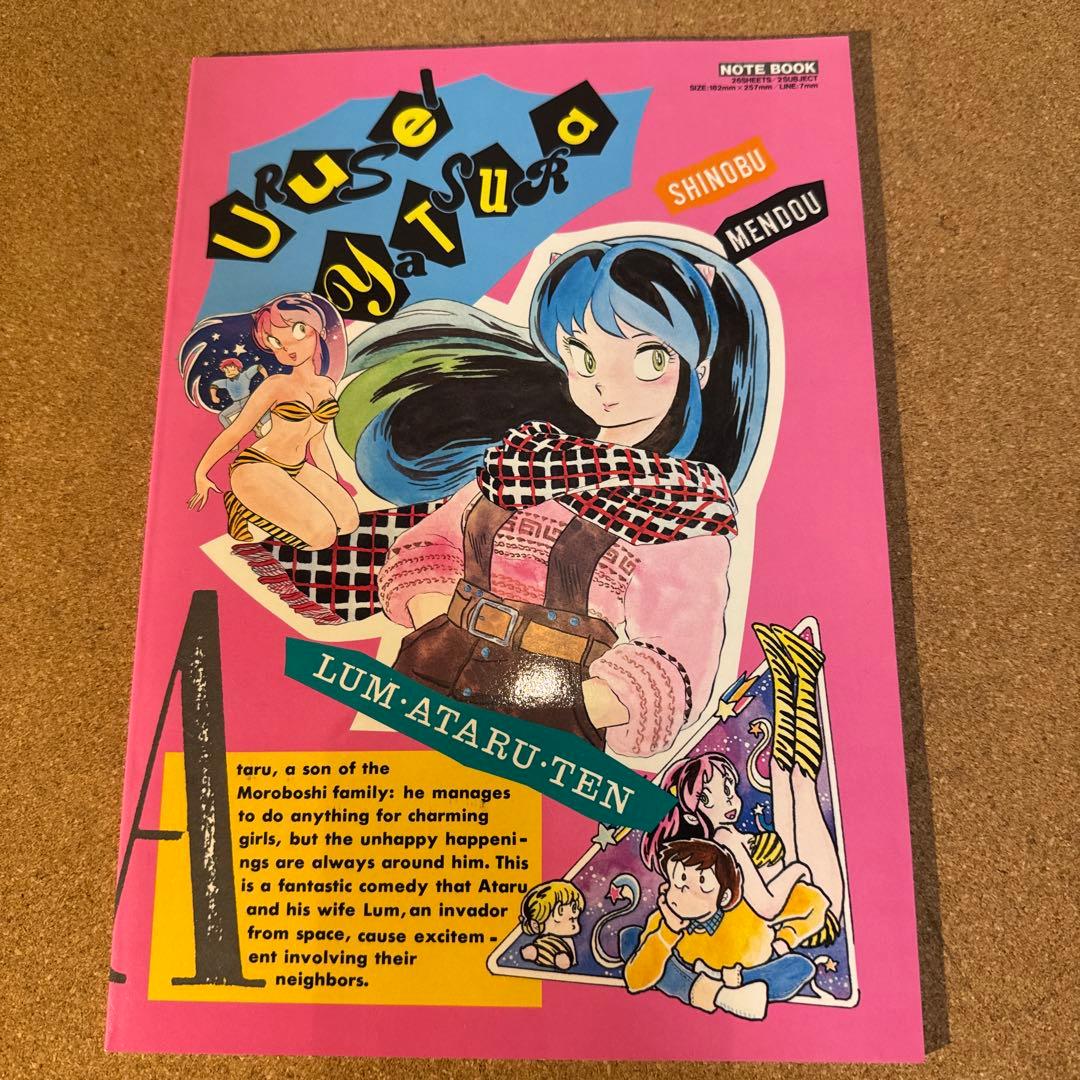 NOTE BOOK
26SHEETS/2SUBJECT
SIZE:182mm×257mm/LINE:7mm
URUSEI
YATSURA
SHINOBU
MENDOU
LUM・ATARU・TEN
Ataru, a son of the
Moroboshi family: he manages
to do anything for charming
girls, but the unhappy happeni-
ngs are always around him. This
is a fantastic comedy that Ataru
and his wife Lum, an invador
from space, cause excitem-
ent involving their
neighbors.